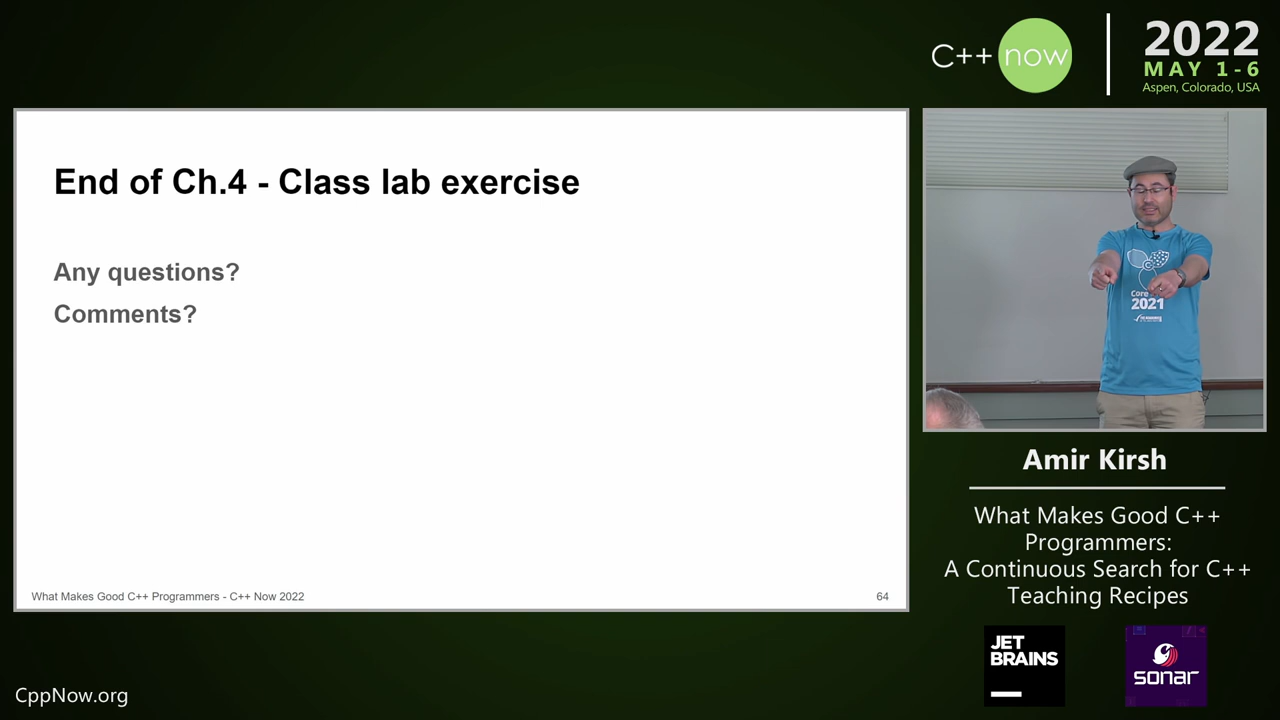 C++ now
2022
MAY 1-6
Aspen, Colorado, USA
End of Ch.4 - Class lab exercise
Any questions?
Comments?
What Makes Good C++ Programmers - C++ Now 2022
64
Core
2021
Amir Kirsh
What Makes Good C++
Programmers:
A Continuous Search for C++
Teaching Recipes
JET
BRAINS
sonar
CppNow.org